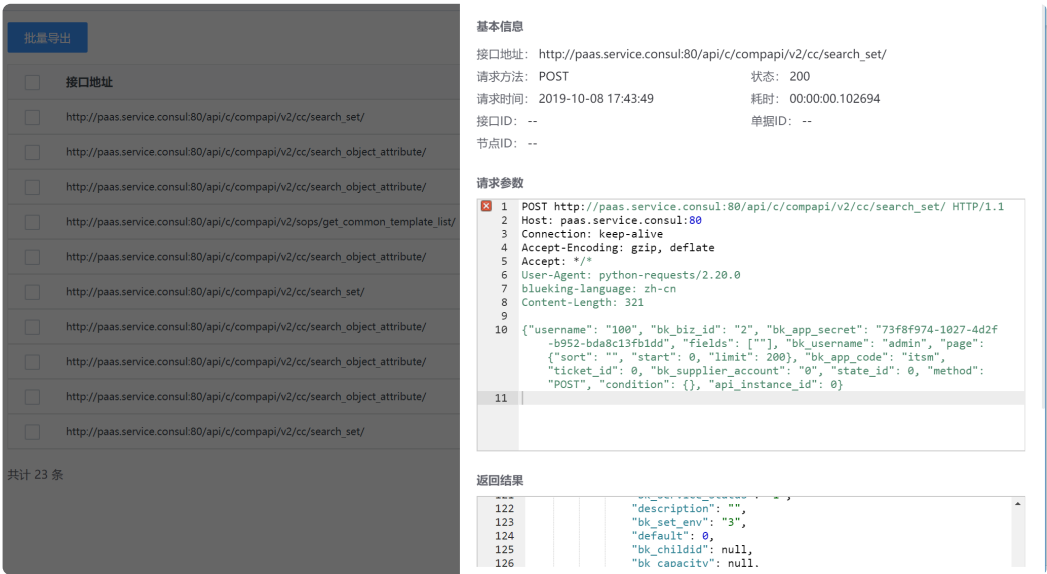 批量导出
接口地址
http://paas.service.consul:80/api/c/compapi/v2/cc/search_set/
http://paas.service.consul:80/api/c/compapi/v2/cc/search_object_attribute/
http://paas.service.consul:80/api/c/compapi/v2/cc/search_object_attribute/
http://paas.service.consul:80/api/c/compapi/v2/sops/get_common_template_list/
http://paas.service.consul:80/api/c/compapi/v2/cc/search_object_attribute/
http://paas.service.consul:80/api/c/compapi/v2/cc/search_set/
http://paas.service.consul:80/api/c/compapi/v2/cc/search_object_attribute/
http://paas.service.consul:80/api/c/compapi/v2/cc/search_object_attribute/
http://paas.service.consul:80/api/c/compapi/v2/cc/search_object_attribute/
http://paas.service.consul:80/api/c/compapi/v2/cc/search_set/
共计 23 条
基本信息
接口地址： http://paas.service.consul:80/api/c/compapi/v2/cc/search_set/
请求方法： POST 状态： 200
请求时间： 2019-10-08 17:43:49 耗时： 00:00:00.102694
接口ID： -- 单据ID： --
节点ID： --
请求参数
1 POST http://paas.service.consul:80/api/c/compapi/v2/cc/search_set/ HTTP/1.1
2 Host: paas.service.consul:80
3 Connection: keep-alive
4 Accept-Encoding: gzip, deflate
5 Accept: */*
6 User-Agent: python-requests/2.20.0
7 blueking-language: zh-cn
8 Content-Length: 321
9
10 {"username": "100", "bk_biz_id": "2", "bk_app_secret": "73f8f974-1027-4d2f
-b952-bda8c13fb1dd", "fields": [""], "bk_username": "admin", "page":
{"sort": "", "start": 0, "limit": 200}, "bk_app_code": "itsm",
"ticket_id": 0, "bk_supplier_account": "0", "state_id": 0, "method":
"POST", "condition": {}, "api_instance_id": 0}
11
返回结果
121 "bk_service_status": "1",
122 "description": "",
123 "bk_set_env": "3",
124 "default": 0,
125 "bk_childid": null,
126 "bk_capacity": null,